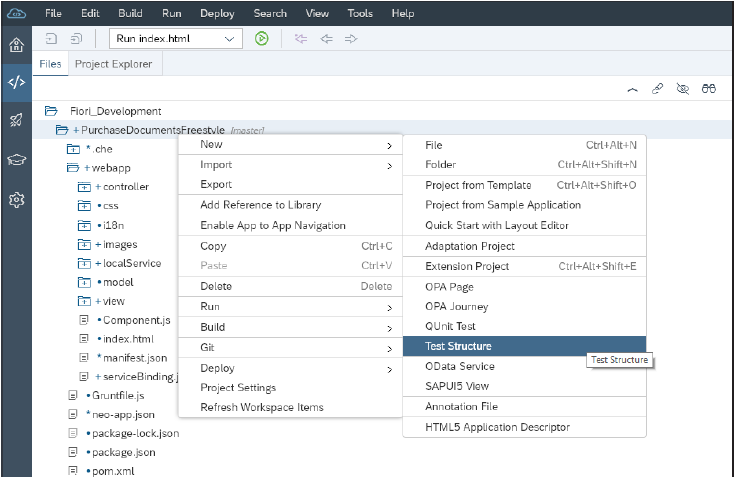 File Edit Build Run Deploy Search View Tools Help
Run index.html
Files Project Explorer
Fiori_Development
+ PurchaseDocumentsFreestyle [master]
* .che
+ webapp
+ controller
• css
• i18n
+ images
+ localService
• model
+ view
• Component.js
• index.html
* manifest.json
+ serviceBinding.j
• Gruntfile.js
* neo-app.json
• package-lock.json
• package.json
• pom.xml
New
Import
Export
Add Reference to Library
Enable App to App Navigation
Copy Ctrl+C
Paste Ctrl+V
Delete Delete
Run
Build
Git
Deploy
Project Settings
Refresh Workspace Items
File Ctrl+Alt+N
Folder Ctrl+Alt+Shift+N
Project from Template Ctrl+Alt+Shift+O
Project from Sample Application
Quick Start with Layout Editor
Adaptation Project
Extension Project Ctrl+Alt+Shift+E
OPA Page
OPA Journey
QUnit Test
Test Structure
Test Structure
OData Service
SAPUI5 View
Annotation File
HTML5 Application Descriptor